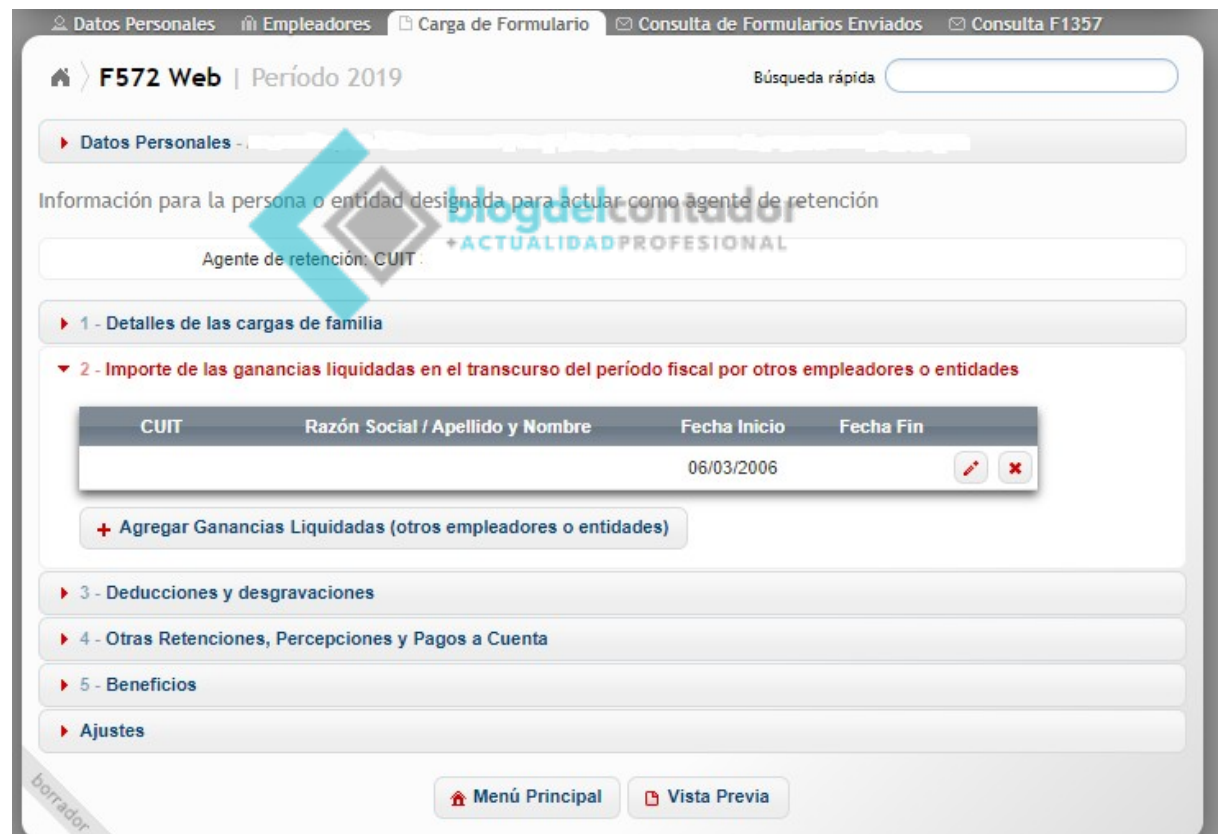 Datos Personales Empleadores Carga de Formulario Consulta de Formularios Enviados Consulta F1357
F572 Web | Período 2019 Búsqueda rápida
Datos Personales -
Información para la persona o entidad designada para actuar como agente de retención
blogdelcontador
+ACTUALIDADPROFESIONAL
Agente de retención: CUIT
1 - Detalles de las cargas de familia
2 - Importe de las ganancias liquidadas en el transcurso del período fiscal por otros empleadores o entidades
CUIT Razón Social / Apellido y Nombre Fecha Inicio Fecha Fin
06/03/2006
+ Agregar Ganancias Liquidadas (otros empleadores o entidades)
3 - Deducciones y desgravaciones
4 - Otras Retenciones, Percepciones y Pagos a Cuenta
5 - Beneficios
Ajustes
borrador
Menú Principal Vista Previa